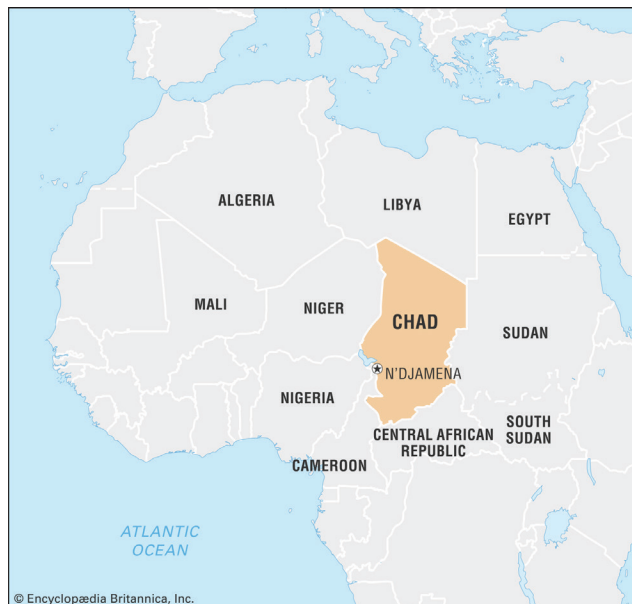 ALGERIA
LIBYA
EGYPT
MALI
NIGER
CHAD
SUDAN
N'DJAMENA
NIGERIA
SOUTH
SUDAN
CENTRAL AFRICAN
REPUBLIC
CAMEROON
ATLANTIC
OCEAN
© Encyclopædia Britannica, Inc.